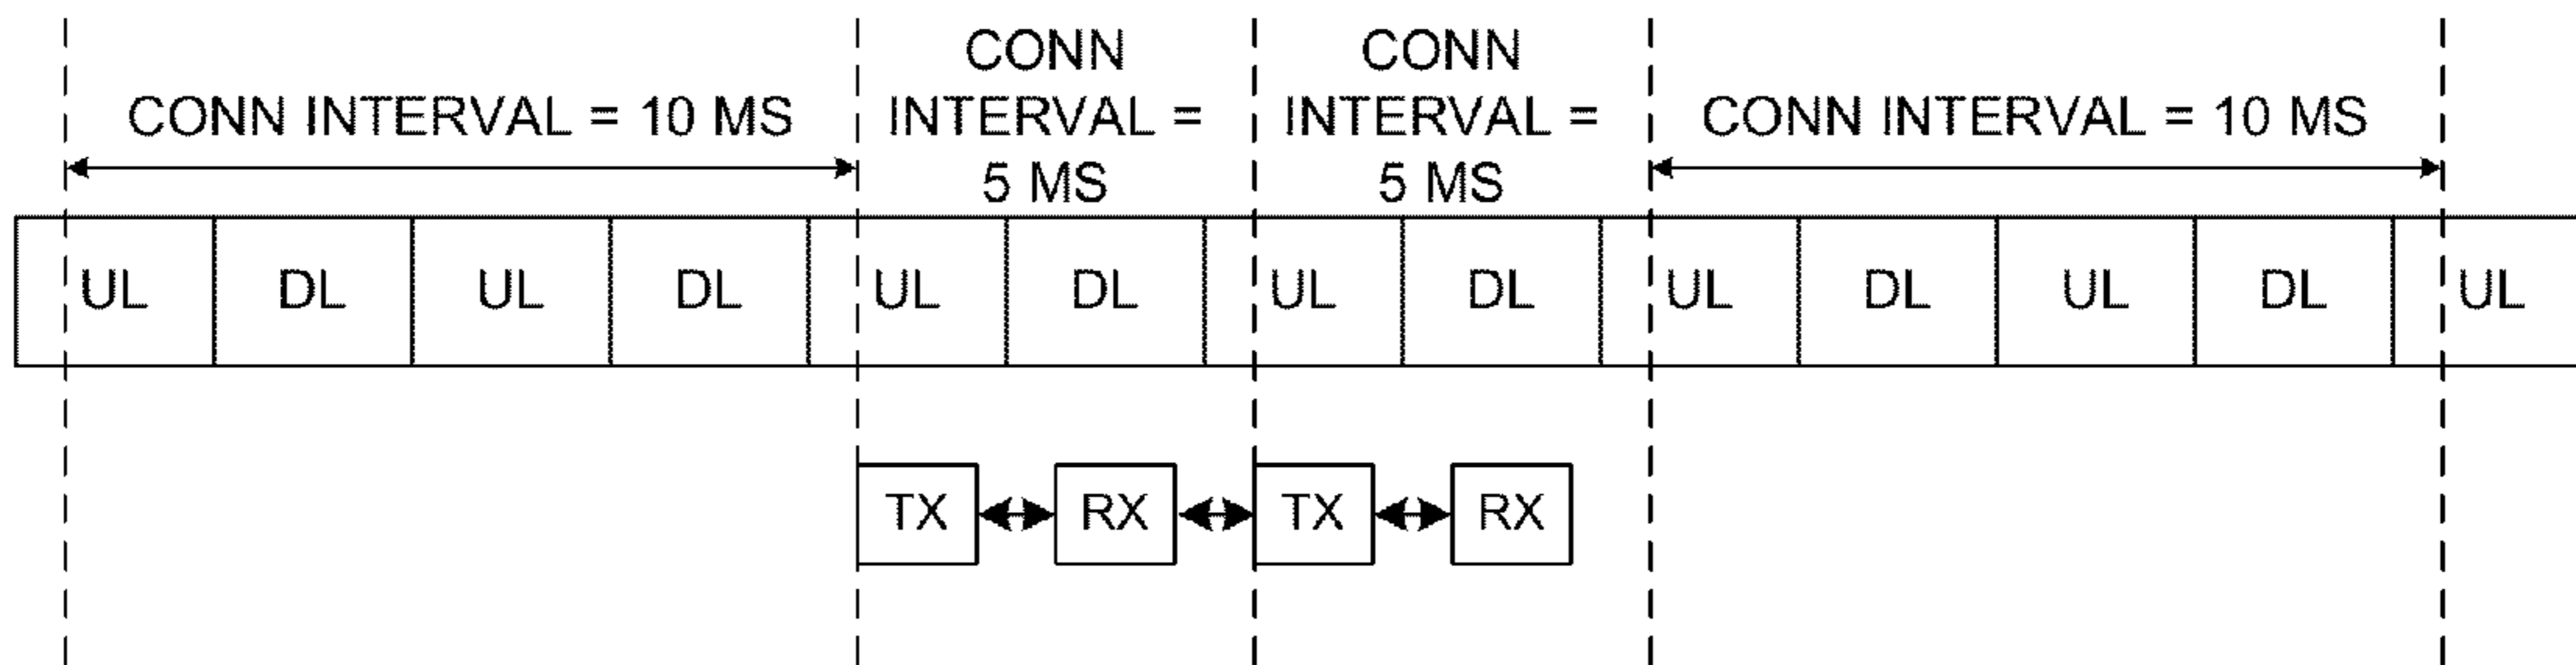 CONN INTERVAL = 10 MS
CONN
INTERVAL =
5 MS
CONN
INTERVAL =
5 MS
CONN INTERVAL = 10 MS
UL DL UL DL UL DL UL DL UL DL UL DL UL
TX RX TX RX